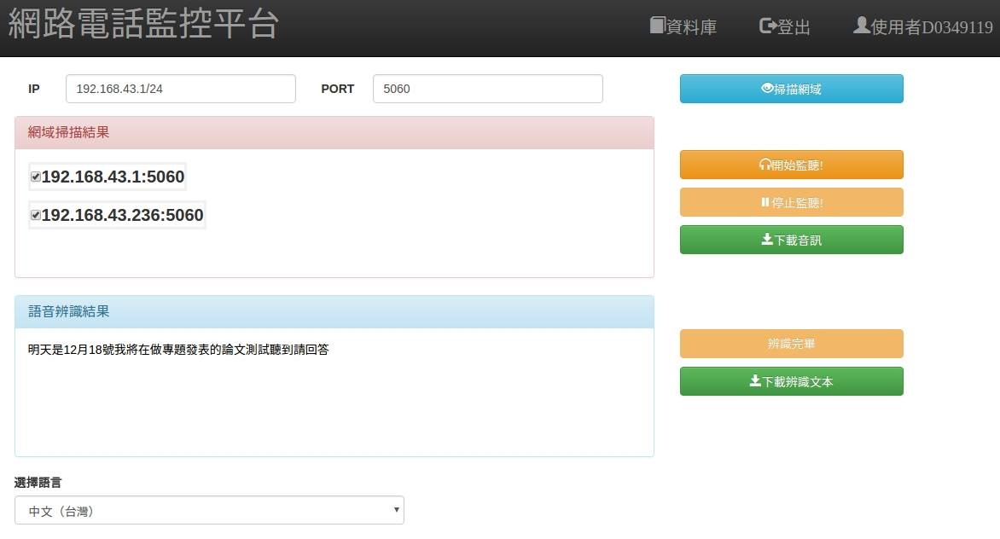 網路電話監控平台
資料庫
登出
使用者D0349119
IP
192.168.43.1/24
PORT
5060
掃描網域
網域掃描結果
192.168.43.1:5060
192.168.43.236:5060
開始監聽!
停止監聽!
下載音訊
語音辨識結果
明天是12月18號我將在做專題發表的論文測試聽到請回答
辨識完畢
下載辨識文本
選擇語言
中文（台灣）